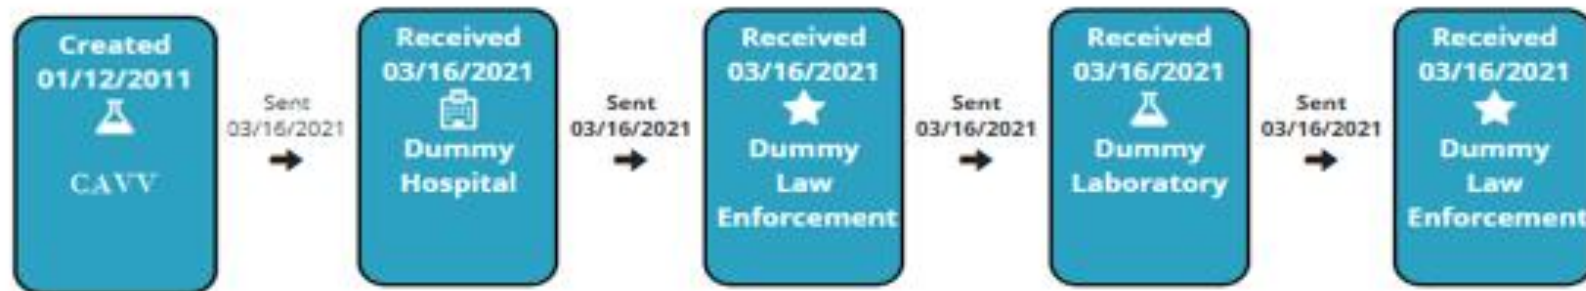 Created
01/12/2011
CAVV
Sent
03/16/2021
Received
03/16/2021
Dummy
Hospital
Sent
03/16/2021
Received
03/16/2021
Dummy
Law
Enforcement
Sent
03/16/2021
Received
03/16/2021
Dummy
Laboratory
Sent
03/16/2021
Received
03/16/2021
Dummy
Law
Enforcement